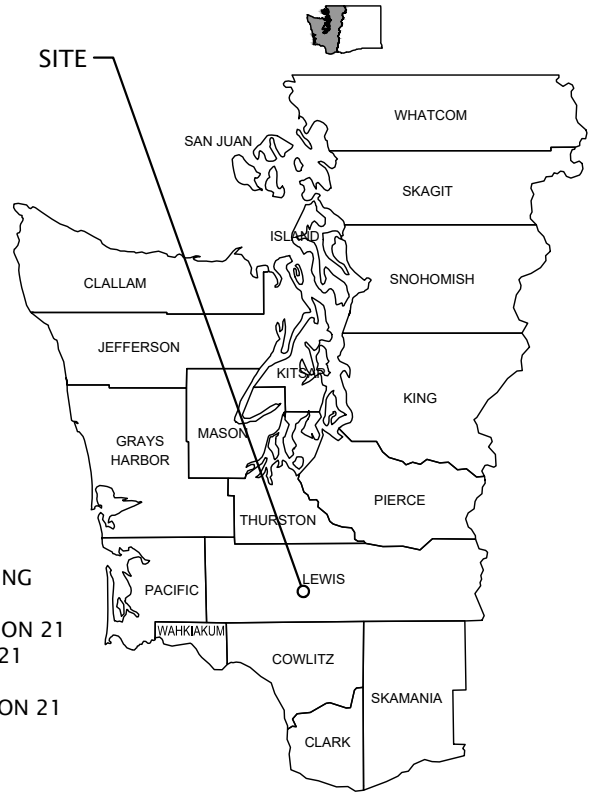 SITE
WHATCOM
SAN JUAN
SKAGIT
ISLAND
SNOHOMISH
CLALLAM
JEFFERSON
KITSAP
KING
MASON
GRAYS
HARBOR
PIERCE
THURSTON
NG
LEWIS
PACIFIC
ON 21
WAHKIAKUM
21
COWLITZ
SKAMANIA
ON 21
CLARK